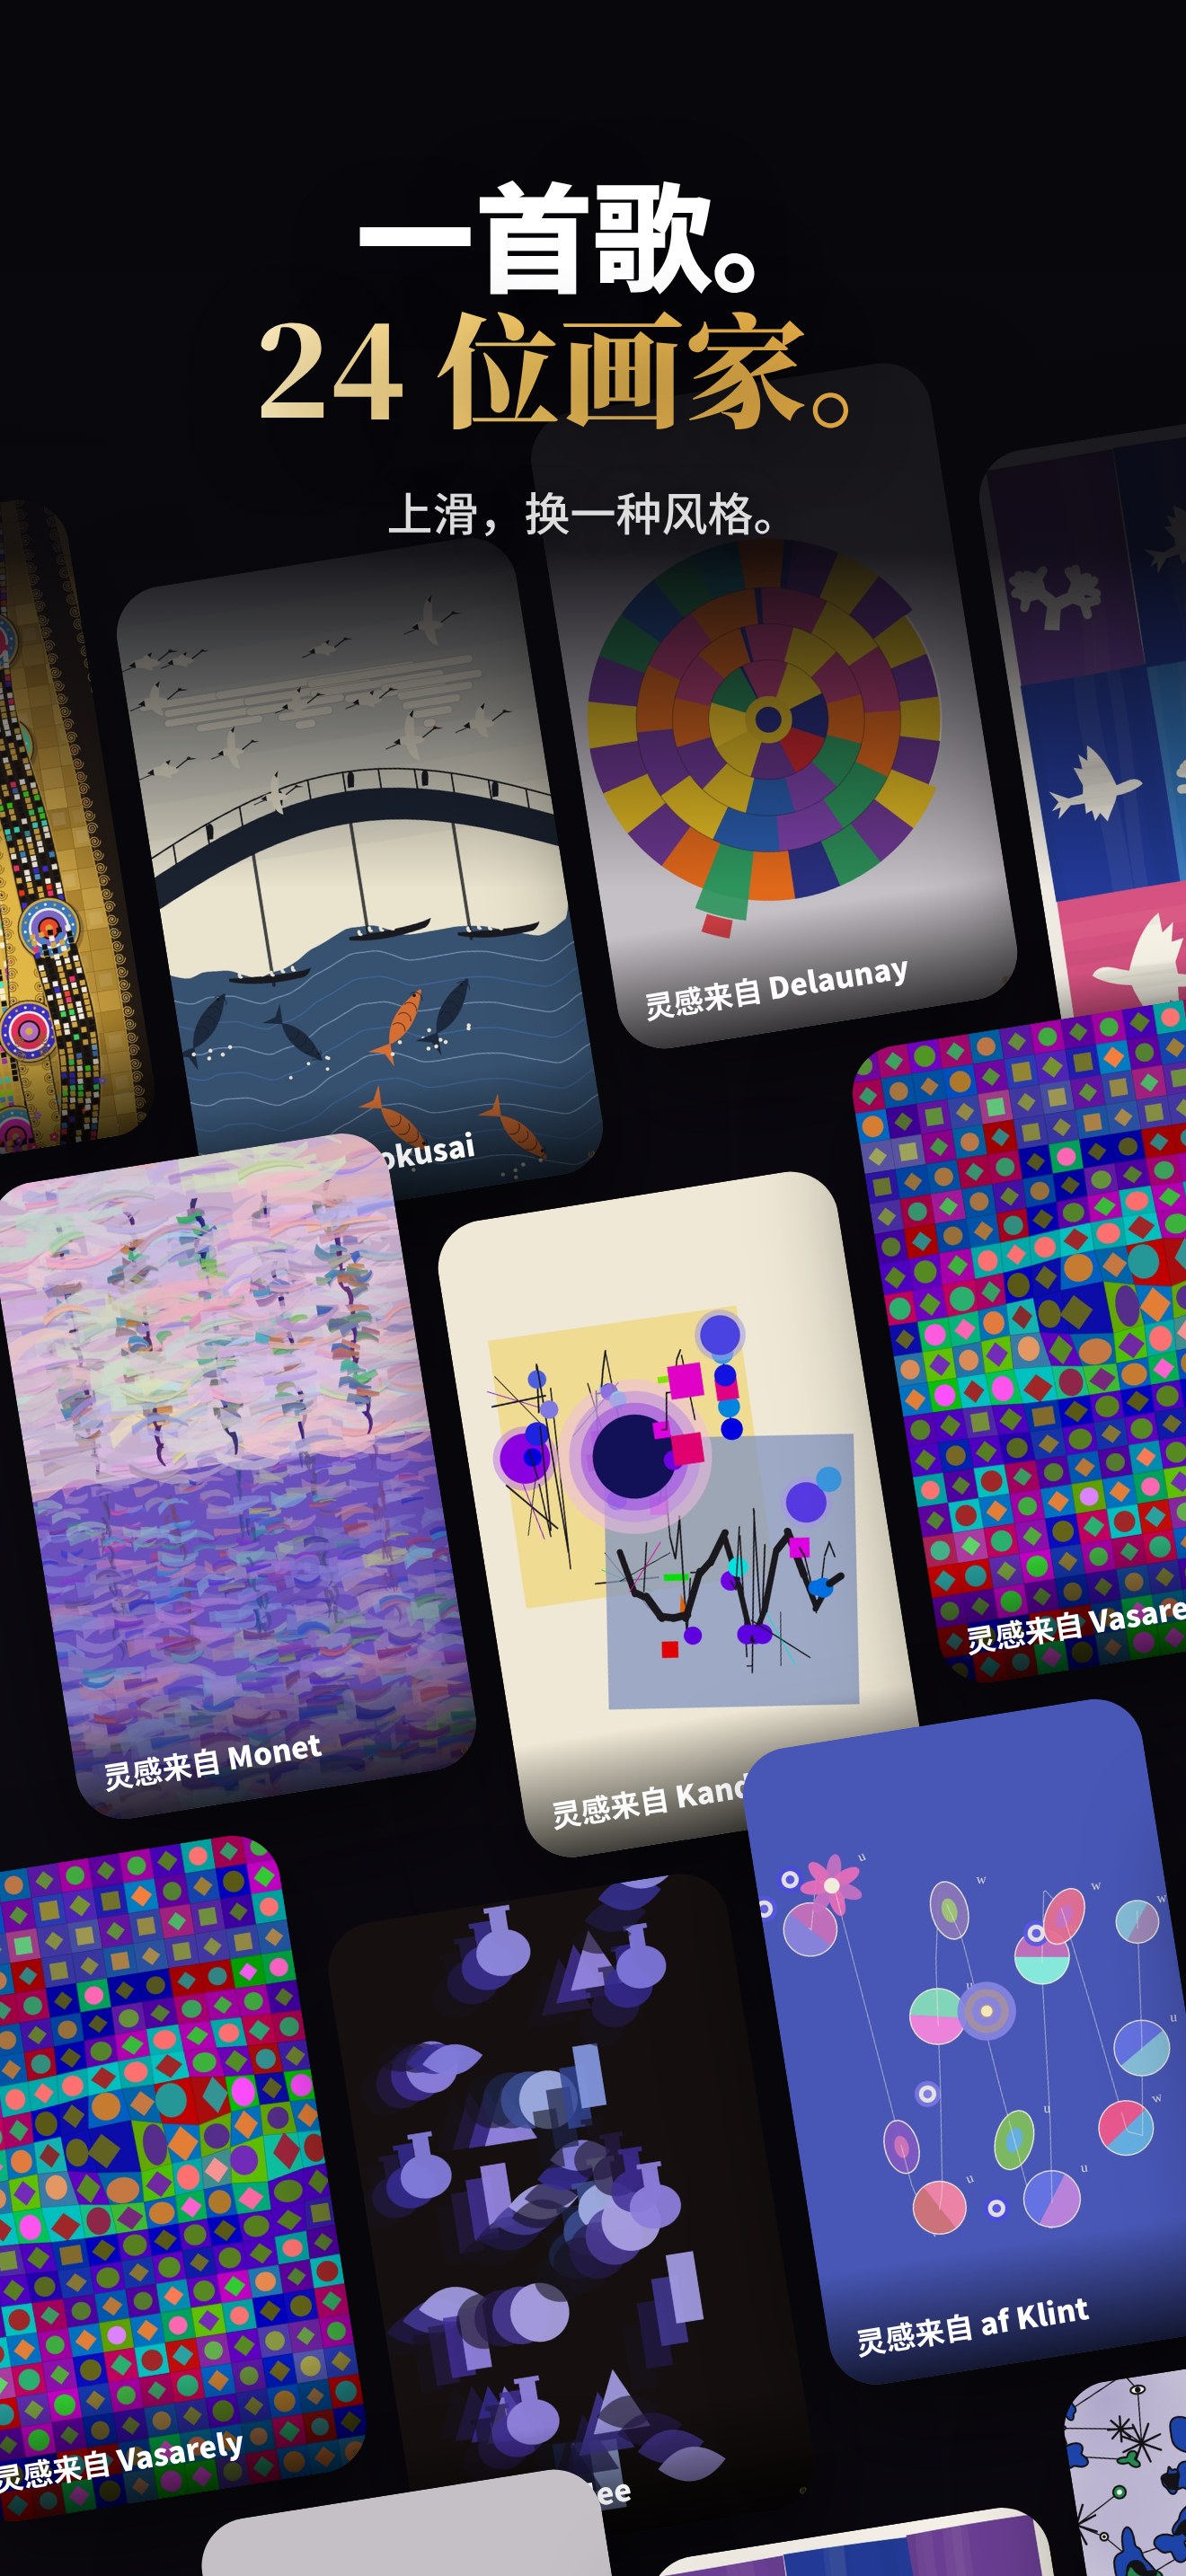 一首歌。
24 位画家。
上滑，换一种风格。
灵感来自 Delaunay
okusai
灵感来自 Vasare
灵感来自 Monet
灵感来自 Kand
u
w
w
w
u
u
u
w
u
u
灵感来自 af Klint
灵感来自 Vasarely
lee